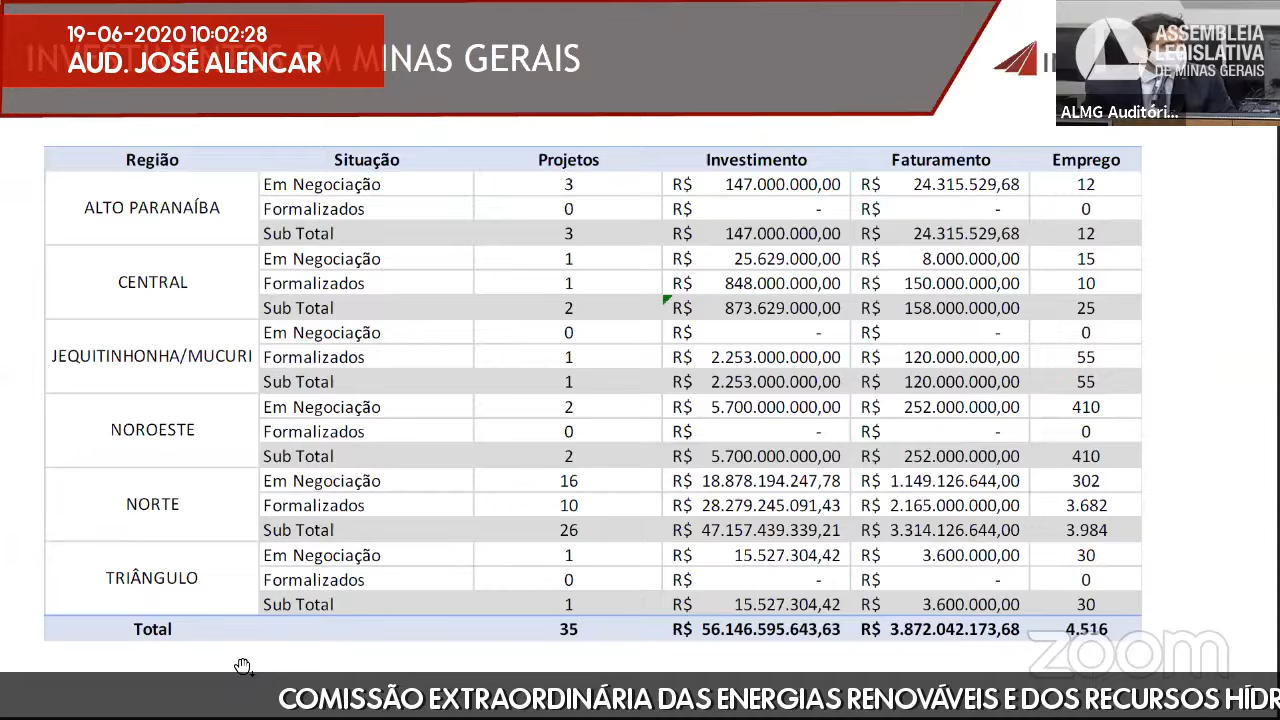 19-06-2020 10:02:28
AUD. JOSÉ ALENCAR
INVESTIMENTOS EM MINAS GERAIS
ASSEMBLEIA
LEGISLATIVA
DE MINAS GERAIS
ALMG Auditóri...
Região Situação Projetos Investimento Faturamento Emprego
ALTO PARANAÍBA
Em Negociação 3 R$ 147.000.000,00 R$ 24.315.529,68 12
Formalizados 0 R$ - R$ - 0
Sub Total 3 R$ 147.000.000,00 R$ 24.315.529,68 12
CENTRAL
Em Negociação 1 R$ 25.629.000,00 R$ 8.000.000,00 15
Formalizados 1 R$ 848.000.000,00 R$ 150.000.000,00 10
Sub Total 2 R$ 873.629.000,00 R$ 158.000.000,00 25
JEQUITINHONHA/MUCURI
Em Negociação 0 R$ - R$ - 0
Formalizados 1 R$ 2.253.000.000,00 R$ 120.000.000,00 55
Sub Total 1 R$ 2.253.000.000,00 R$ 120.000.000,00 55
NOROESTE
Em Negociação 2 R$ 5.700.000.000,00 R$ 252.000.000,00 410
Formalizados 0 R$ - R$ - 0
Sub Total 2 R$ 5.700.000.000,00 R$ 252.000.000,00 410
NORTE
Em Negociação 16 R$ 18.878.194.247,78 R$ 1.149.126.644,00 302
Formalizados 10 R$ 28.279.245.091,43 R$ 2.165.000.000,00 3.682
Sub Total 26 R$ 47.157.439.339,21 R$ 3.314.126.644,00 3.984
TRIÂNGULO
Em Negociação 1 R$ 15.527.304,42 R$ 3.600.000,00 30
Formalizados 0 R$ - R$ - 0
Sub Total 1 R$ 15.527.304,42 R$ 3.600.000,00 30
Total 35 R$ 56.146.595.643,63 R$ 3.872.042.173,68 4.516
zoom
COMISSÃO EXTRAORDINÁRIA DAS ENERGIAS RENOVÁVEIS E DOS RECURSOS HÍDR